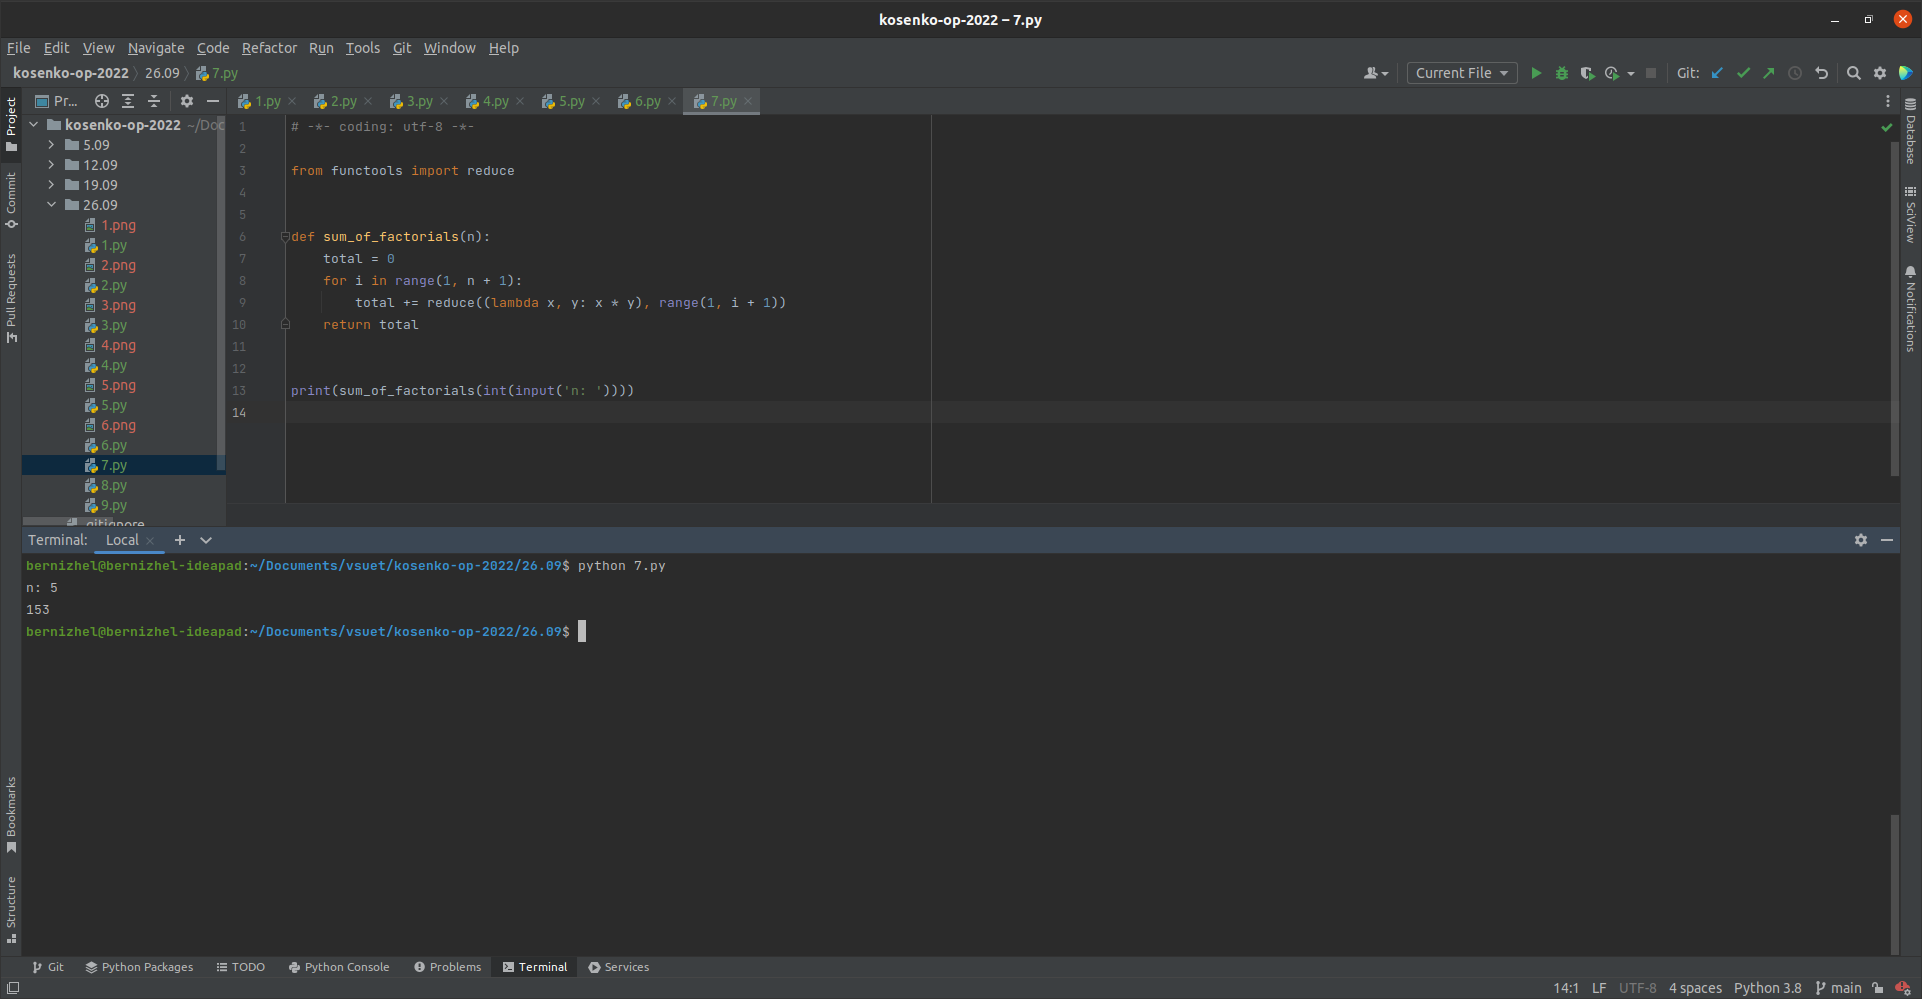 kosenko-op-2022 – 7.py
File Edit View Navigate Code Refactor Run Tools Git Window Help
kosenko-op-2022 26.09 7.py Current File Git:
Pr... 1.py 2.py 3.py 4.py 5.py 6.py 7.py
Project
Commit
Pull Requests
Bookmarks
Structure
kosenko-op-2022 ~/Doc
5.09
12.09
19.09
26.09
1.png
1.py
2.png
2.py
3.png
3.py
4.png
4.py
5.png
5.py
6.png
6.py
7.py
8.py
9.py
.gitignore
1 # -*- coding: utf-8 -*-
2
3 from functools import reduce
4
5
6 def sum_of_factorials(n):
7 total = 0
8 for i in range(1, n + 1):
9 total += reduce((lambda x, y: x * y), range(1, i + 1))
10 return total
11
12
13 print(sum_of_factorials(int(input('n: '))))
14
Database
SciView
Notifications
Terminal: Local
bernizhel@bernizhel-ideapad:~/Documents/vsuet/kosenko-op-2022/26.09$ python 7.py
n: 5
153
bernizhel@bernizhel-ideapad:~/Documents/vsuet/kosenko-op-2022/26.09$
Git Python Packages TODO Python Console Problems Terminal Services
14:1 LF UTF-8 4 spaces Python 3.8 main